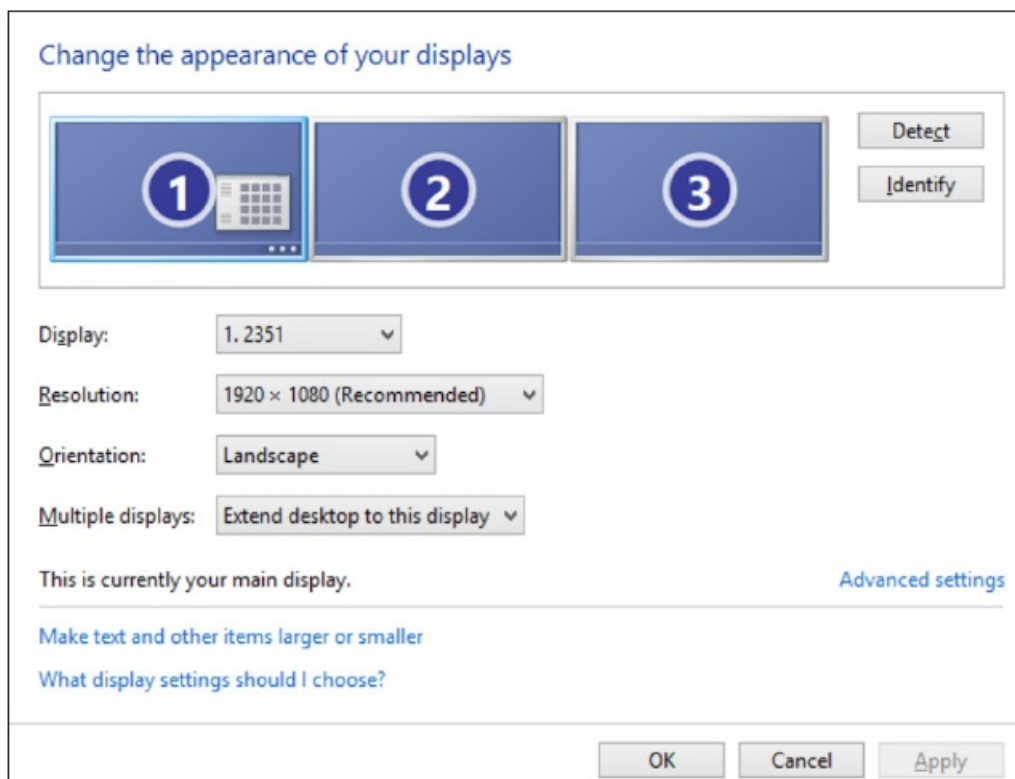 Change the appearance of your displays
1
2
3
Detect
Identify
Display:
1. 2351
Resolution:
1920 × 1080 (Recommended)
Orientation:
Landscape
Multiple displays:
Extend desktop to this display
This is currently your main display.
Advanced settings
Make text and other items larger or smaller
What display settings should I choose?
OK
Cancel
Apply